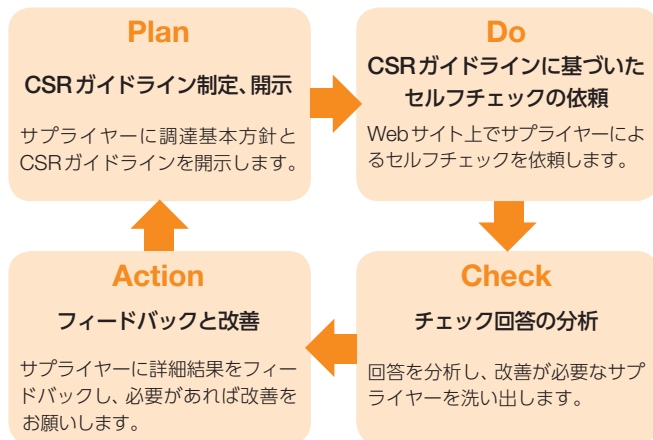 Plan
CSRガイドライン制定、開示
サプライヤーに調達基本方針と
CSRガイドラインを開示します。
Do
CSRガイドラインに基づいた
セルフチェックの依頼
Webサイト上でサプライヤーによ
るセルフチェックを依頼します。
Action
フィードバックと改善
サプライヤーに詳細結果をフィー
ドバックし、必要があれば改善を
お願いします。
Check
チェック回答の分析
回答を分析し、改善が必要なサプ
ライヤーを洗い出します。